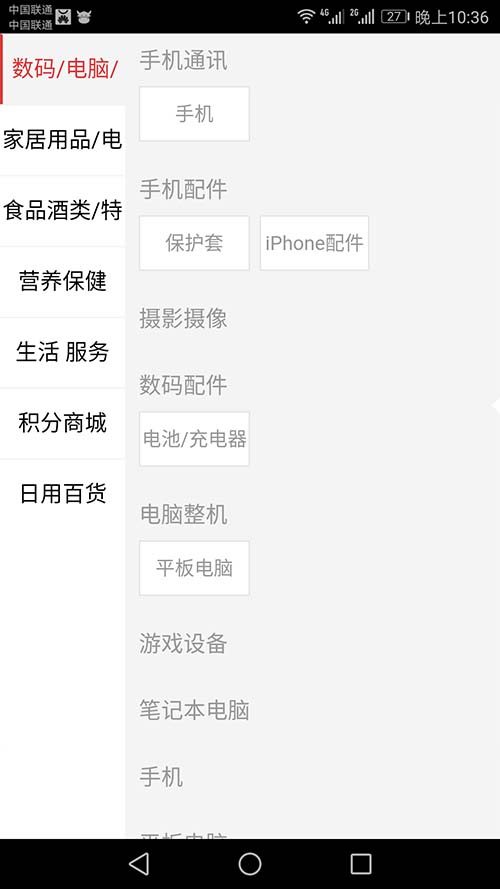 中国联通
中国联通
4G
2G
27
晚上10:36
数码/电脑/
家居用品/电
食品酒类/特
营养保健
生活 服务
积分商城
日用百货
手机通讯
手机
手机配件
保护套 iPhone配件
摄影摄像
数码配件
电池/充电器
电脑整机
平板电脑
游戏设备
笔记本电脑
手机
平板电脑